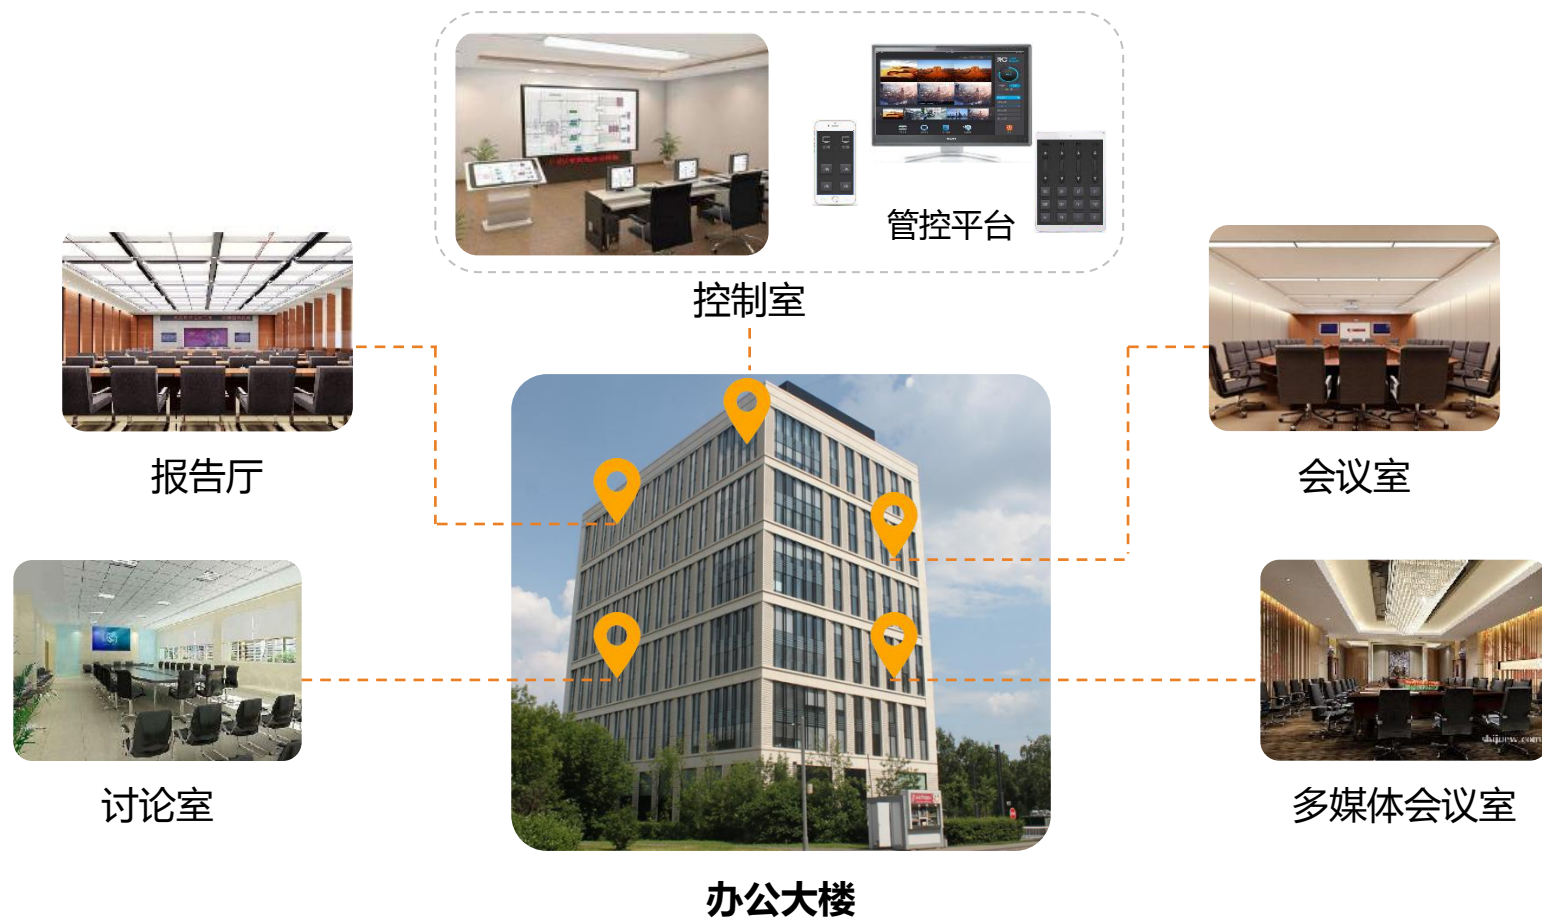 管控平台
控制室
报告厅
会议室
讨论室
多媒体会议室
办公大楼